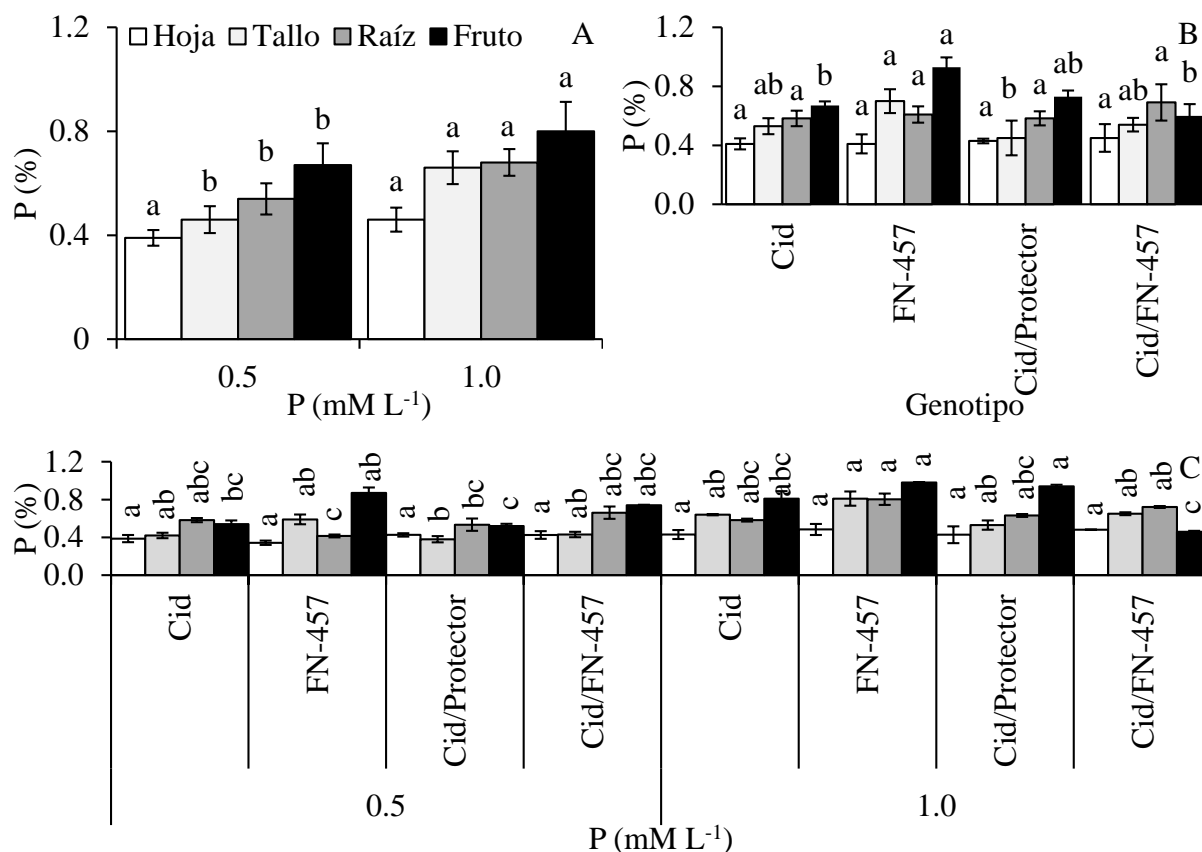 Hoja Tallo Raíz Fruto A
1.2
0.8
0.4
0
P (%)
a b b b a a a a
0.5 1.0
P (mM L-1)
B
1.2
0.8
0.4
0.0
P (%)
a ab a b a a a a a b a ab a ab a b
Cid FN-457 Cid/Protector Cid/FN-457
Genotipo
C
1.2
0.8
0.4
0.0
P (%)
a ab abc bc a ab c ab a b bc c a ab abc abc a ab abc abc a a a a a ab abc a a ab ab c
Cid FN-457 Cid/Protector Cid/FN-457 Cid FN-457 Cid/Protector Cid/FN-457
0.5 1.0
P (mM L-1)